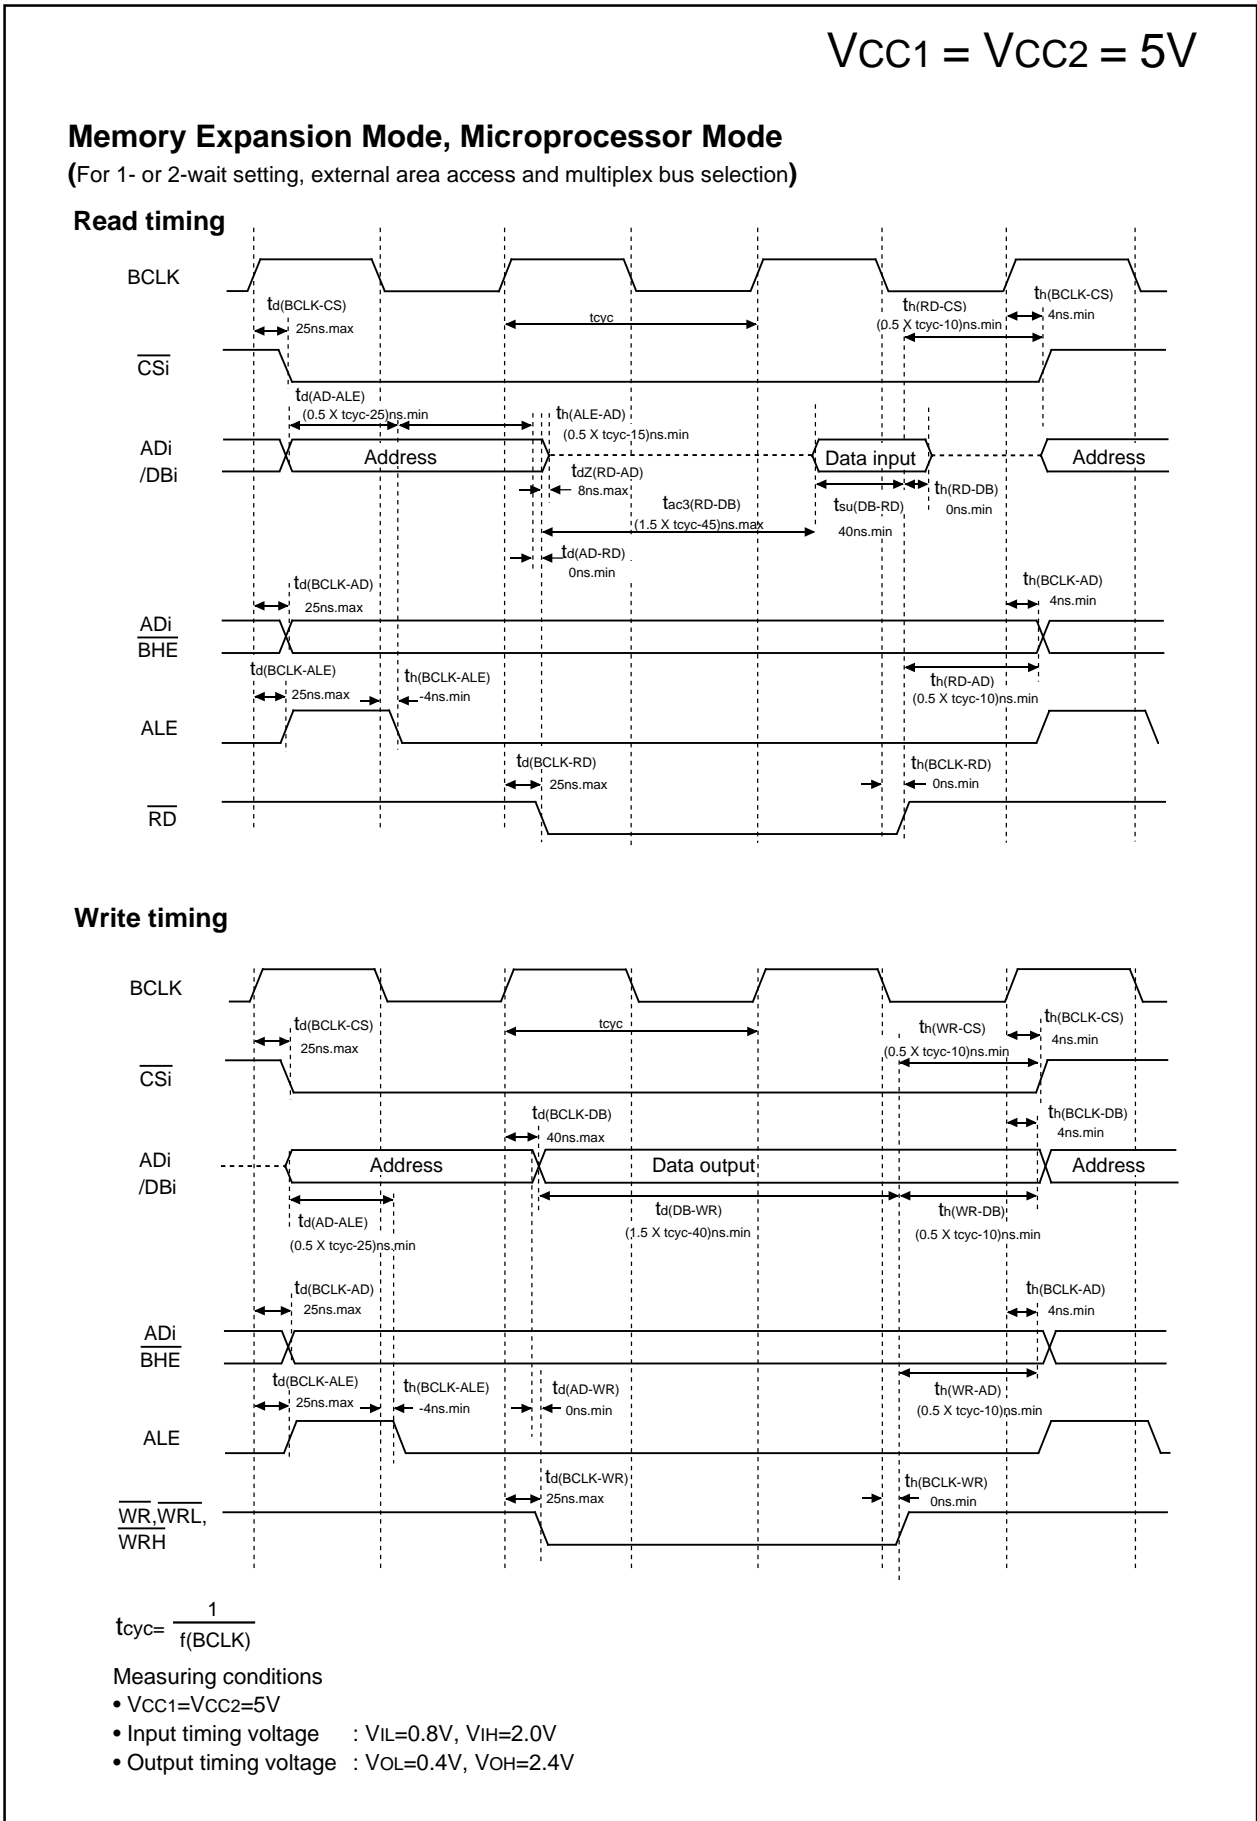 VCC1 = VCC2 = 5V
Memory Expansion Mode, Microprocessor Mode
(For 1- or 2-wait setting, external area access and multiplex bus selection)
Read timing
BCLK
td(BCLK-CS)
25ns.max
tcyc
th(RD-CS)
(0.5 X tcyc-10)ns.min
th(BCLK-CS)
4ns.min
CSi
td(AD-ALE)
(0.5 X tcyc-25)ns.min
th(ALE-AD)
(0.5 X tcyc-15)ns.min
ADi
/DBi
Address
Data input
Address
tdZ(RD-AD)
8ns.max
tac3(RD-DB)
(1.5 X tcyc-45)ns.max
tsu(DB-RD)
40ns.min
th(RD-DB)
0ns.min
td(AD-RD)
0ns.min
td(BCLK-AD)
25ns.max
th(BCLK-AD)
4ns.min
ADi
BHE
td(BCLK-ALE)
25ns.max
th(BCLK-ALE)
-4ns.min
th(RD-AD)
(0.5 X tcyc-10)ns.min
ALE
td(BCLK-RD)
25ns.max
th(BCLK-RD)
0ns.min
RD
Write timing
BCLK
td(BCLK-CS)
25ns.max
tcyc
th(WR-CS)
(0.5 X tcyc-10)ns.min
th(BCLK-CS)
4ns.min
CSi
td(BCLK-DB)
40ns.max
th(BCLK-DB)
4ns.min
ADi
/DBi
Address
Data output
Address
td(AD-ALE)
(0.5 X tcyc-25)ns.min
td(DB-WR)
(1.5 X tcyc-40)ns.min
th(WR-DB)
(0.5 X tcyc-10)ns.min
td(BCLK-AD)
25ns.max
th(BCLK-AD)
4ns.min
ADi
BHE
td(BCLK-ALE)
25ns.max
th(BCLK-ALE)
-4ns.min
td(AD-WR)
0ns.min
th(WR-AD)
(0.5 X tcyc-10)ns.min
ALE
td(BCLK-WR)
25ns.max
th(BCLK-WR)
0ns.min
WR,WRL,
WRH
tcyc= 1
f(BCLK)
Measuring conditions
• VCC1=VCC2=5V
• Input timing voltage : VIL=0.8V, VIH=2.0V
• Output timing voltage : VOL=0.4V, VOH=2.4V